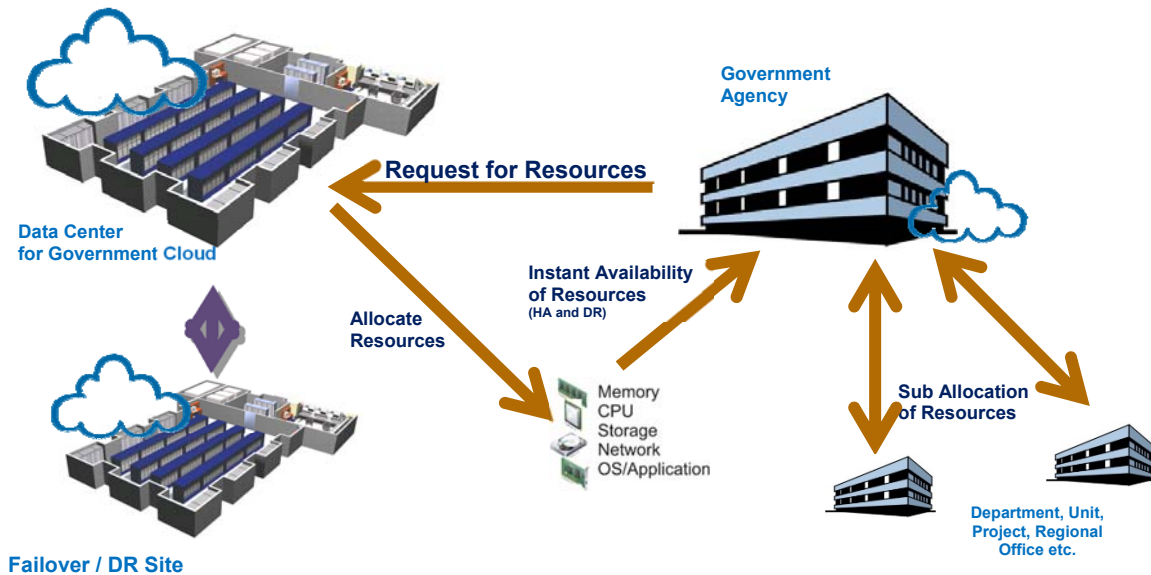 Government
Agency
Request for Resources
Data Center
for Government Cloud
Instant Availability
of Resources
(HA and DR)
Allocate
Resources
Memory
CPU
Storage
Network
OS/Application
Sub Allocation
of Resources
Department, Unit,
Project, Regional
Office etc.
Failover / DR Site